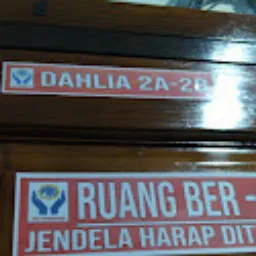 DAHLIA 2A-2B
RUANG BER -
JENDELA HARAP DIT